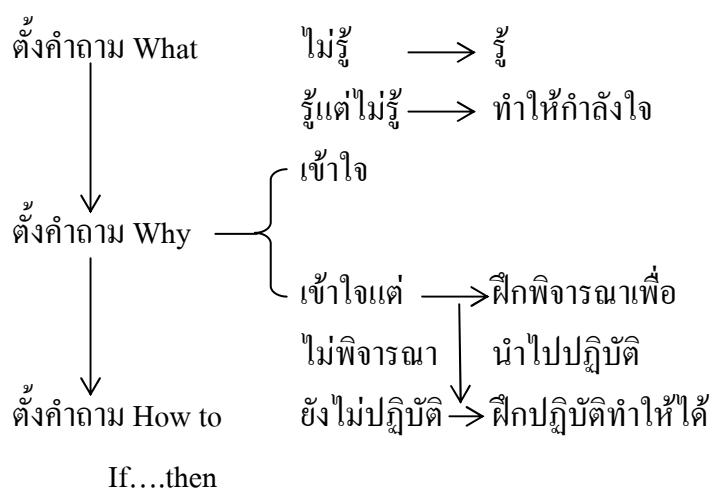 ตั้งคำถาม What ไม่รู้ รู้
รู้แต่ไม่รู้ ทำให้กำลังใจ
เข้าใจ
ตั้งคำถาม Why
เข้าใจแต่ ฝึกพิจารณาเพื่อ
ไม่พิจารณา นำไปปฏิบัติ
ตั้งคำถาม How to ยังไม่ปฏิบัติ ฝึกปฏิบัติทำให้ได้
If….then